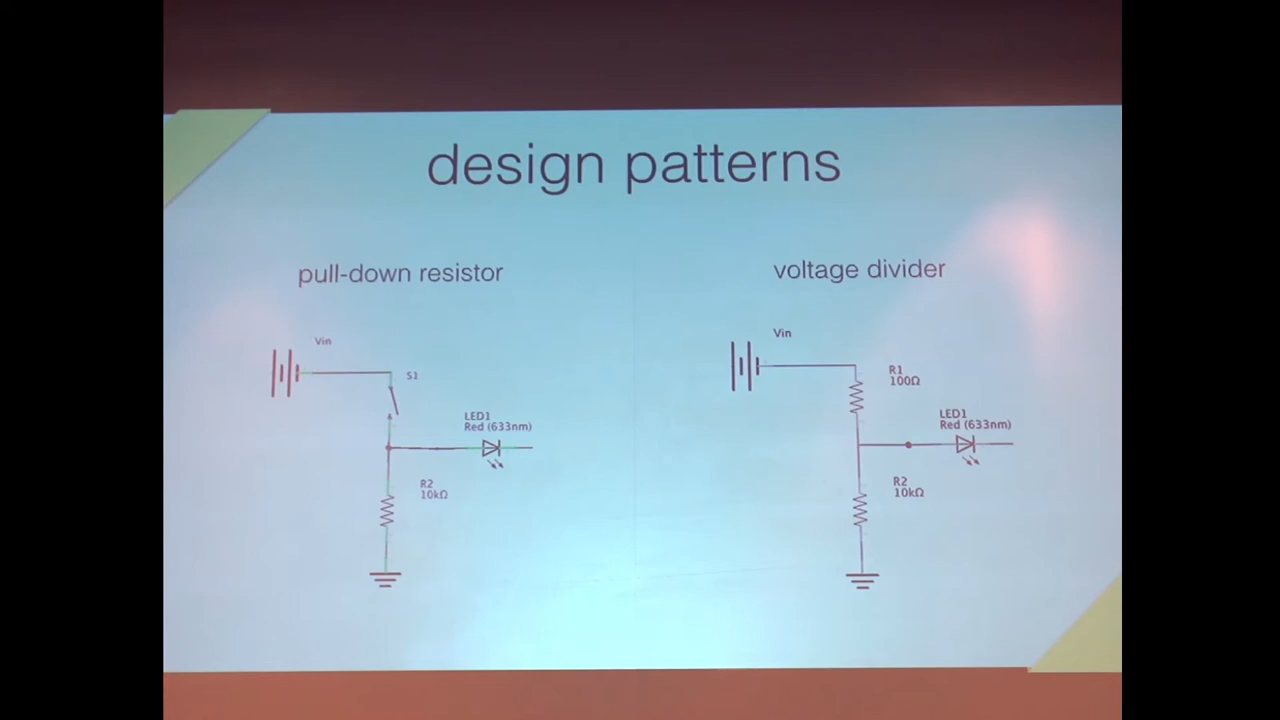 design patterns
pull-down resistor
Vin
S1
LED1
Red (633nm)
R2
10kΩ
voltage divider
Vin
R1
100Ω
LED1
Red (633nm)
R2
10kΩ